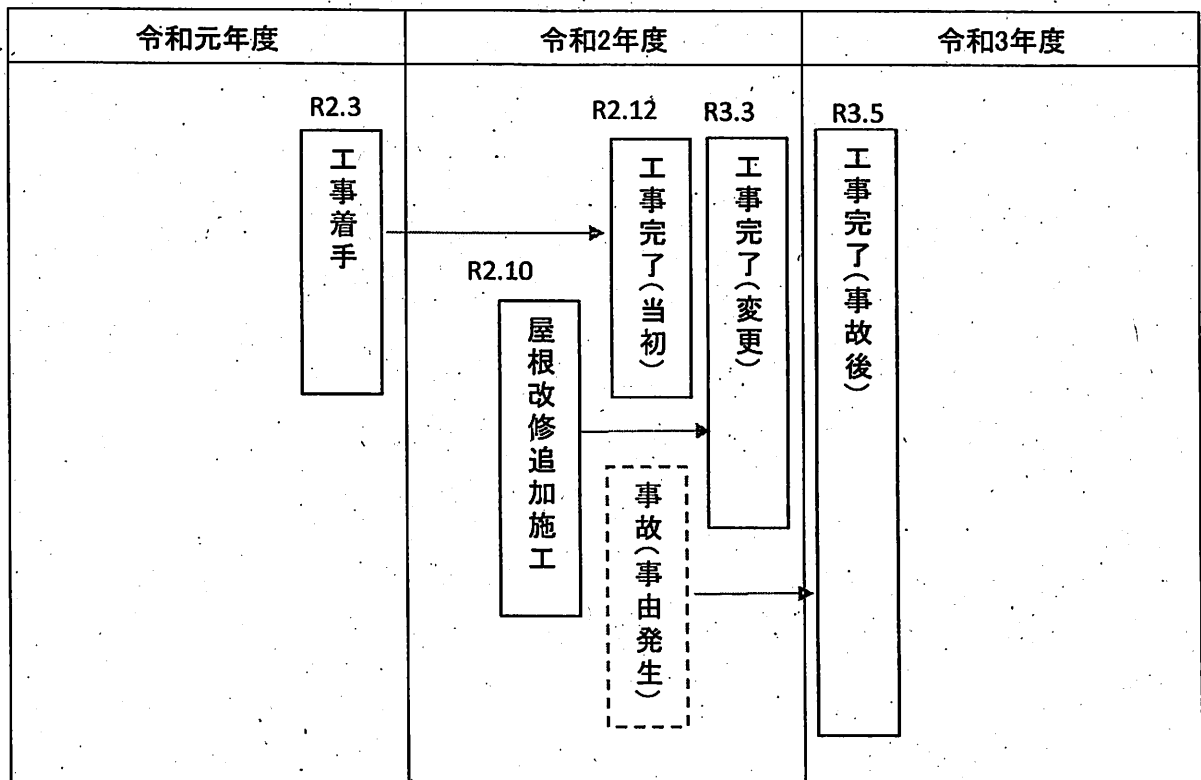 令和元年度
令和2年度
令和3年度
R2.3
工事着手
R2.10
屋根改修追加施工
R2.12
工事完了(当初)
事故(事由発生)
R3.3
工事完了(変更)
R3.5
工事完了(事故後)